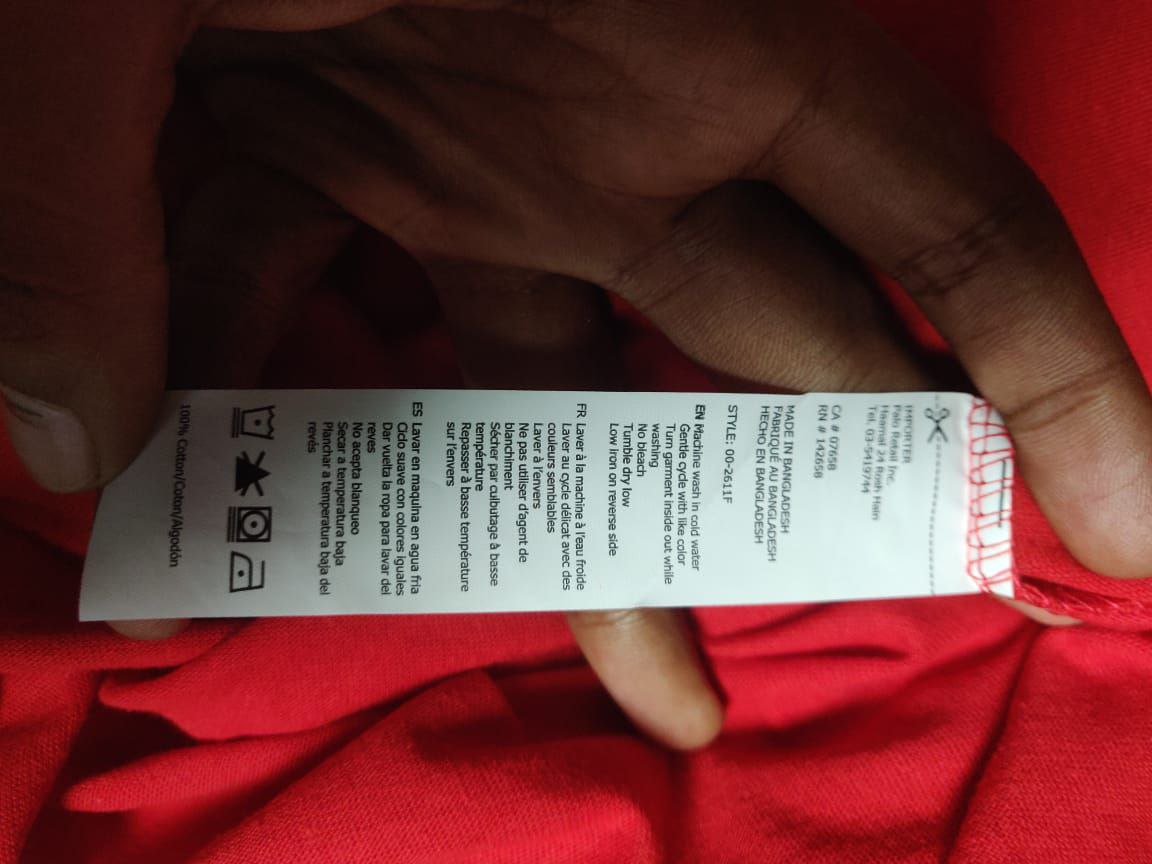 IMPORTER
Palo Retail Inc.
Haamal 24 Rosh Hain
Tel. 03-5419744
CA # 07658
RN # 142658
MADE IN BANGLADESH
FABRIQUÉ AU BANGLADESH
HECHO EN BANGLADESH
STYLE: 00-2611F
EN Machine wash in cold water
Gentle cycle with like color
Turn garment inside out while
washing
No bleach
Tumble dry low
Low iron on reverse side
FR Laver à la machine à l'eau froide
Laver au cycle délicat avec des
couleurs semblables
Laver à l'envers
Ne pas utiliser d'agent de
blanchiment
Sécher par culbutage à basse
température
Repasser à basse température
sur l'envers
ES Lavar en maquina en agua fria
Ciclo suave con colores iguales
Dar vuelta la ropa para lavar del
reves
No acepta blanqueo
Secar a temperatura baja
Planchar a temperatura baja del
revés
100% Cotton/Coton/Algodón